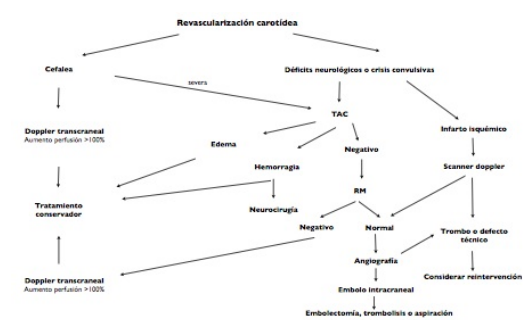 Revascularización carotídea
Cefalea
Déficits neurológicos o crisis convulsivas
severa
TAC
Doppler transcraneal
Aumento perfusión >100%
Infarto isquémico
Edema
Negativo
Hemorragia
Scanner doppler
RM
Tratamiento
conservador
Neurocirugía
Negativo
Normal
Trombo o defecto
técnico
Angiografía
Doppler transcraneal
Aumento perfusión >100%
Considerar reintervención
Embolo intracraneal
Embolectomía, trombolisis o aspiración